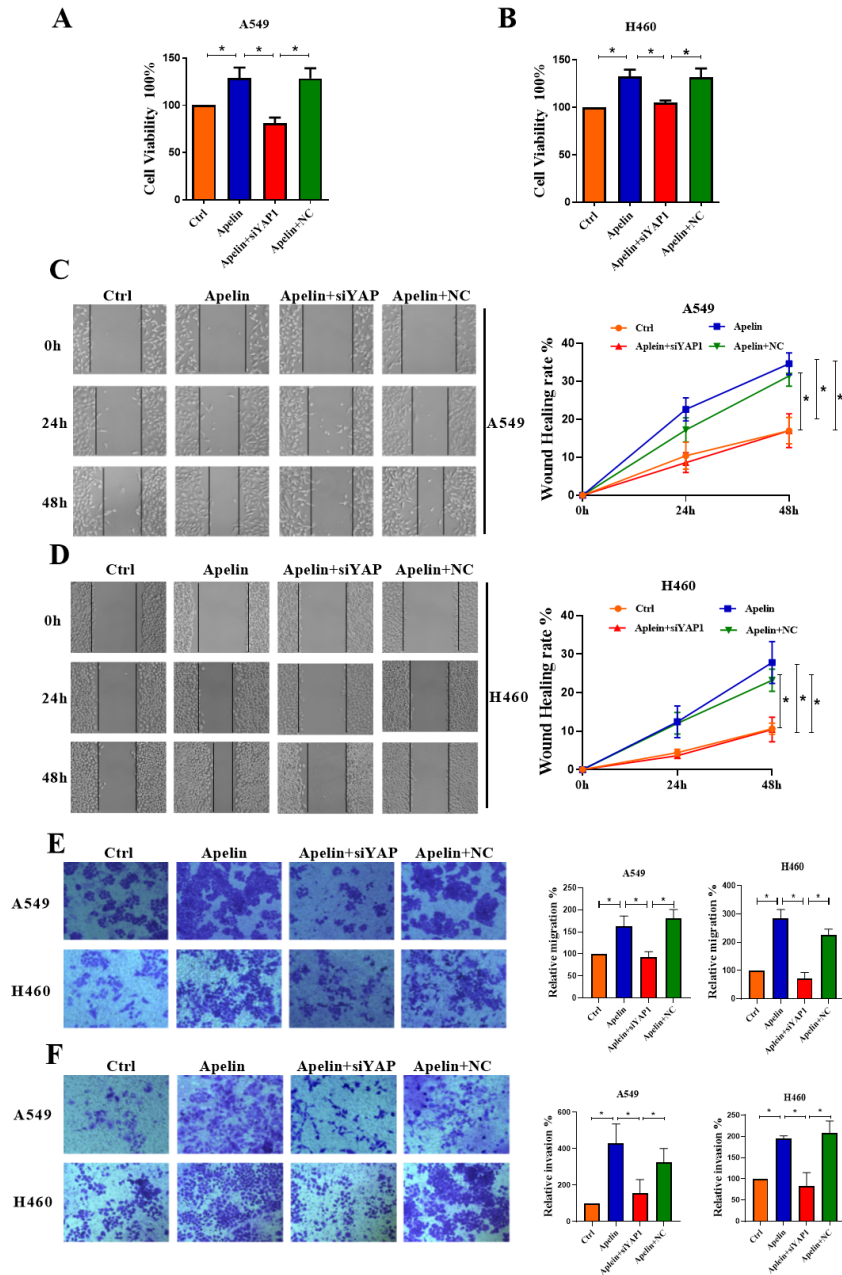 A
A549
Cell Viability 100%
150
100
50
0
* * *
Ctrl
Apelin
Apelin+siYAP1
Apelin+NC
B
H460
Cell Viability 100%
150
100
50
0
* * *
Ctrl
Apelin
Apelin+siYAP1
Apelin+NC
C
Ctrl Apelin Apelin+siYAP Apelin+NC
0h
24h
48h
A549
A549
Ctrl Apelin
Aplein+siYAP1 Apelin+NC
Wound Healing rate %
40
30
20
10
0
0h 24h 48h
* * *
D
Ctrl Apelin Apelin+siYAP Apelin+NC
0h
24h
48h
H460
H460
Ctrl Apelin
Aplein+siYAP1 Apelin+NC
Wound Healing rate %
40
30
20
10
0
0h 24h 48h
* * *
E
Ctrl Apelin Apelin+siYAP Apelin+NC
A549
H460
A549
Relative migration %
250
200
150
100
50
0
* * *
Ctrl
Apelin
Aplein+siYAP1
Apelin+NC
H460
Relative migration %
400
300
200
100
0
* * *
Ctrl
Apelin
Aplein+siYAP1
Apelin+NC
F
Ctrl Apelin Apelin+siYAP Apelin+NC
A549
H460
A549
Relative invasion %
600
400
200
0
* * *
Ctrl
Apelin
Aplein+siYAP1
Apelin+NC
H460
Relative invasion %
250
200
150
100
50
0
* * *
Ctrl
Apelin
Aplein+siYAP1
Apelin+NC